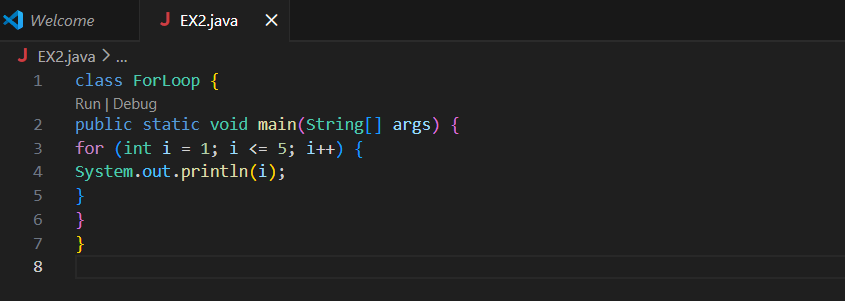 Welcome EX2.java
EX2.java > ...
1 class ForLoop {
Run | Debug
2 public static void main(String[] args) {
3 for (int i = 1; i <= 5; i++) {
4 System.out.println(i);
5 }
6 }
7 }
8